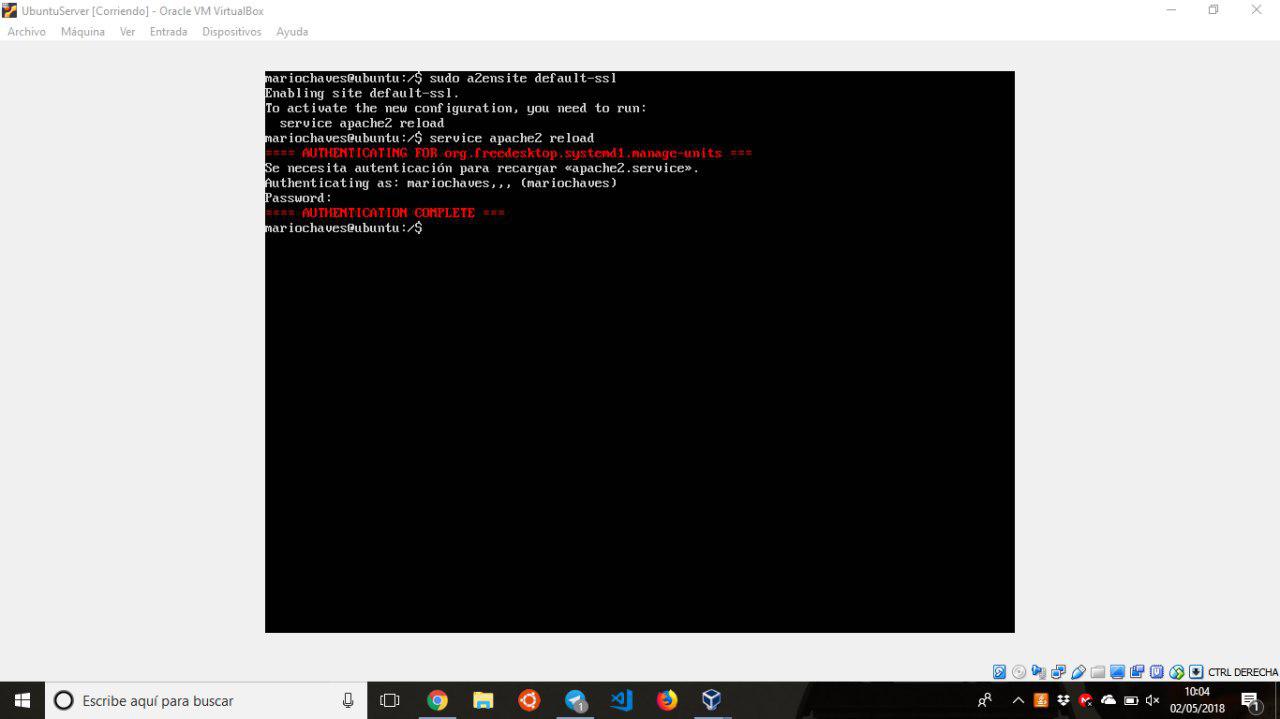 UbuntuServer [Corriendo] - Oracle VM VirtualBox
Archivo Máquina Ver Entrada Dispositivos Ayuda
mariochaves@ubuntu:/$ sudo a2ensite default-ssl
Enabling site default-ssl.
To activate the new configuration, you need to run:
  service apache2 reload
mariochaves@ubuntu:/$ service apache2 reload
==== AUTHENTICATING FOR org.freedesktop.systemd1.manage-units ===
Se necesita autenticación para recargar «apache2.service».
Authenticating as: mariochaves,,, (mariochaves)
Password:
==== AUTHENTICATION COMPLETE ===
mariochaves@ubuntu:/$
CTRL DERECHA
Escribe aquí para buscar
1
10:04
02/05/2018
1